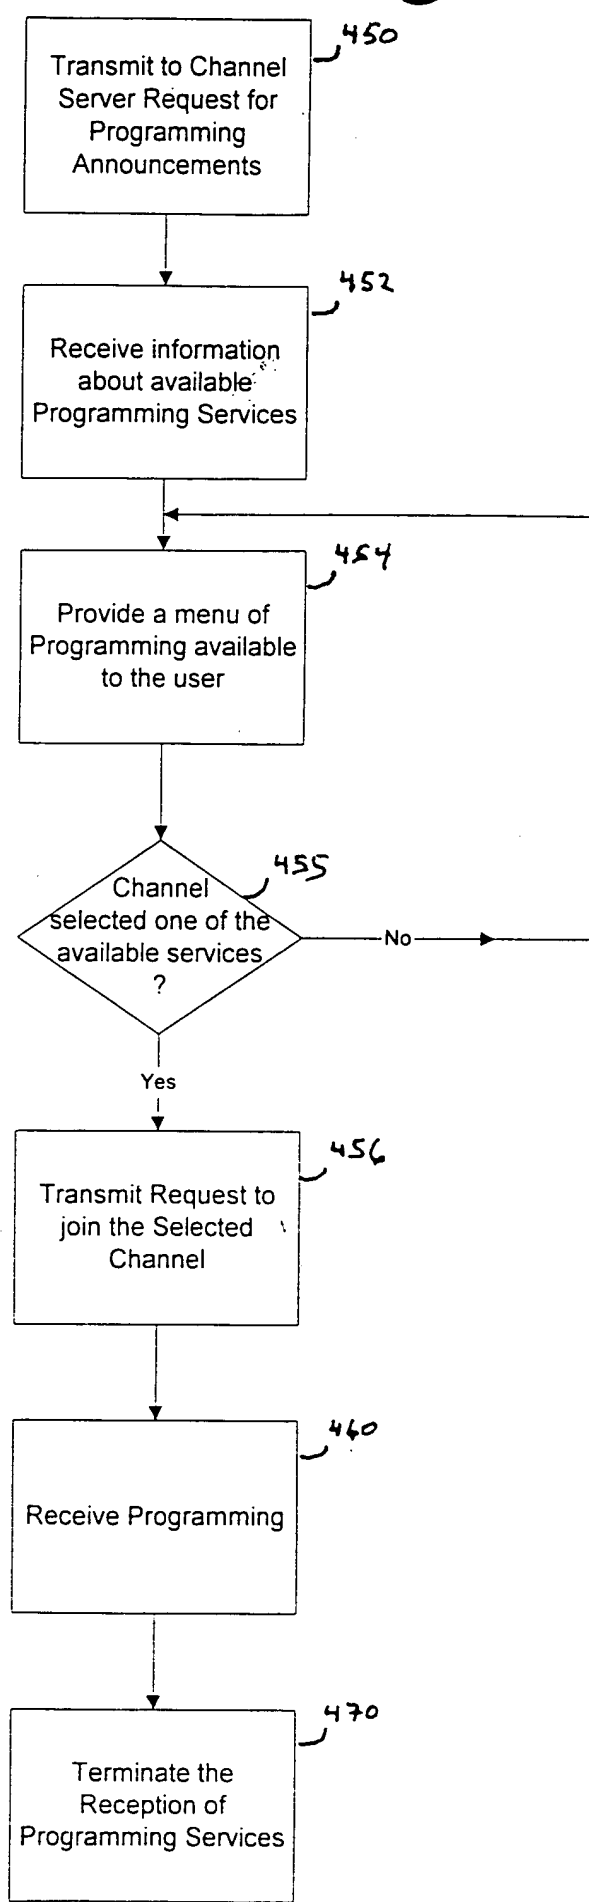 450
Transmit to Channel
Server Request for
Programming
Announcements
452
Receive information
about available
Programming Services
454
Provide a menu of
Programming available
to the user
455
Channel
selected one of the
available services
?
No
Yes
456
Transmit Request to
join the Selected
Channel
460
Receive Programming
470
Terminate the
Reception of
Programming Services